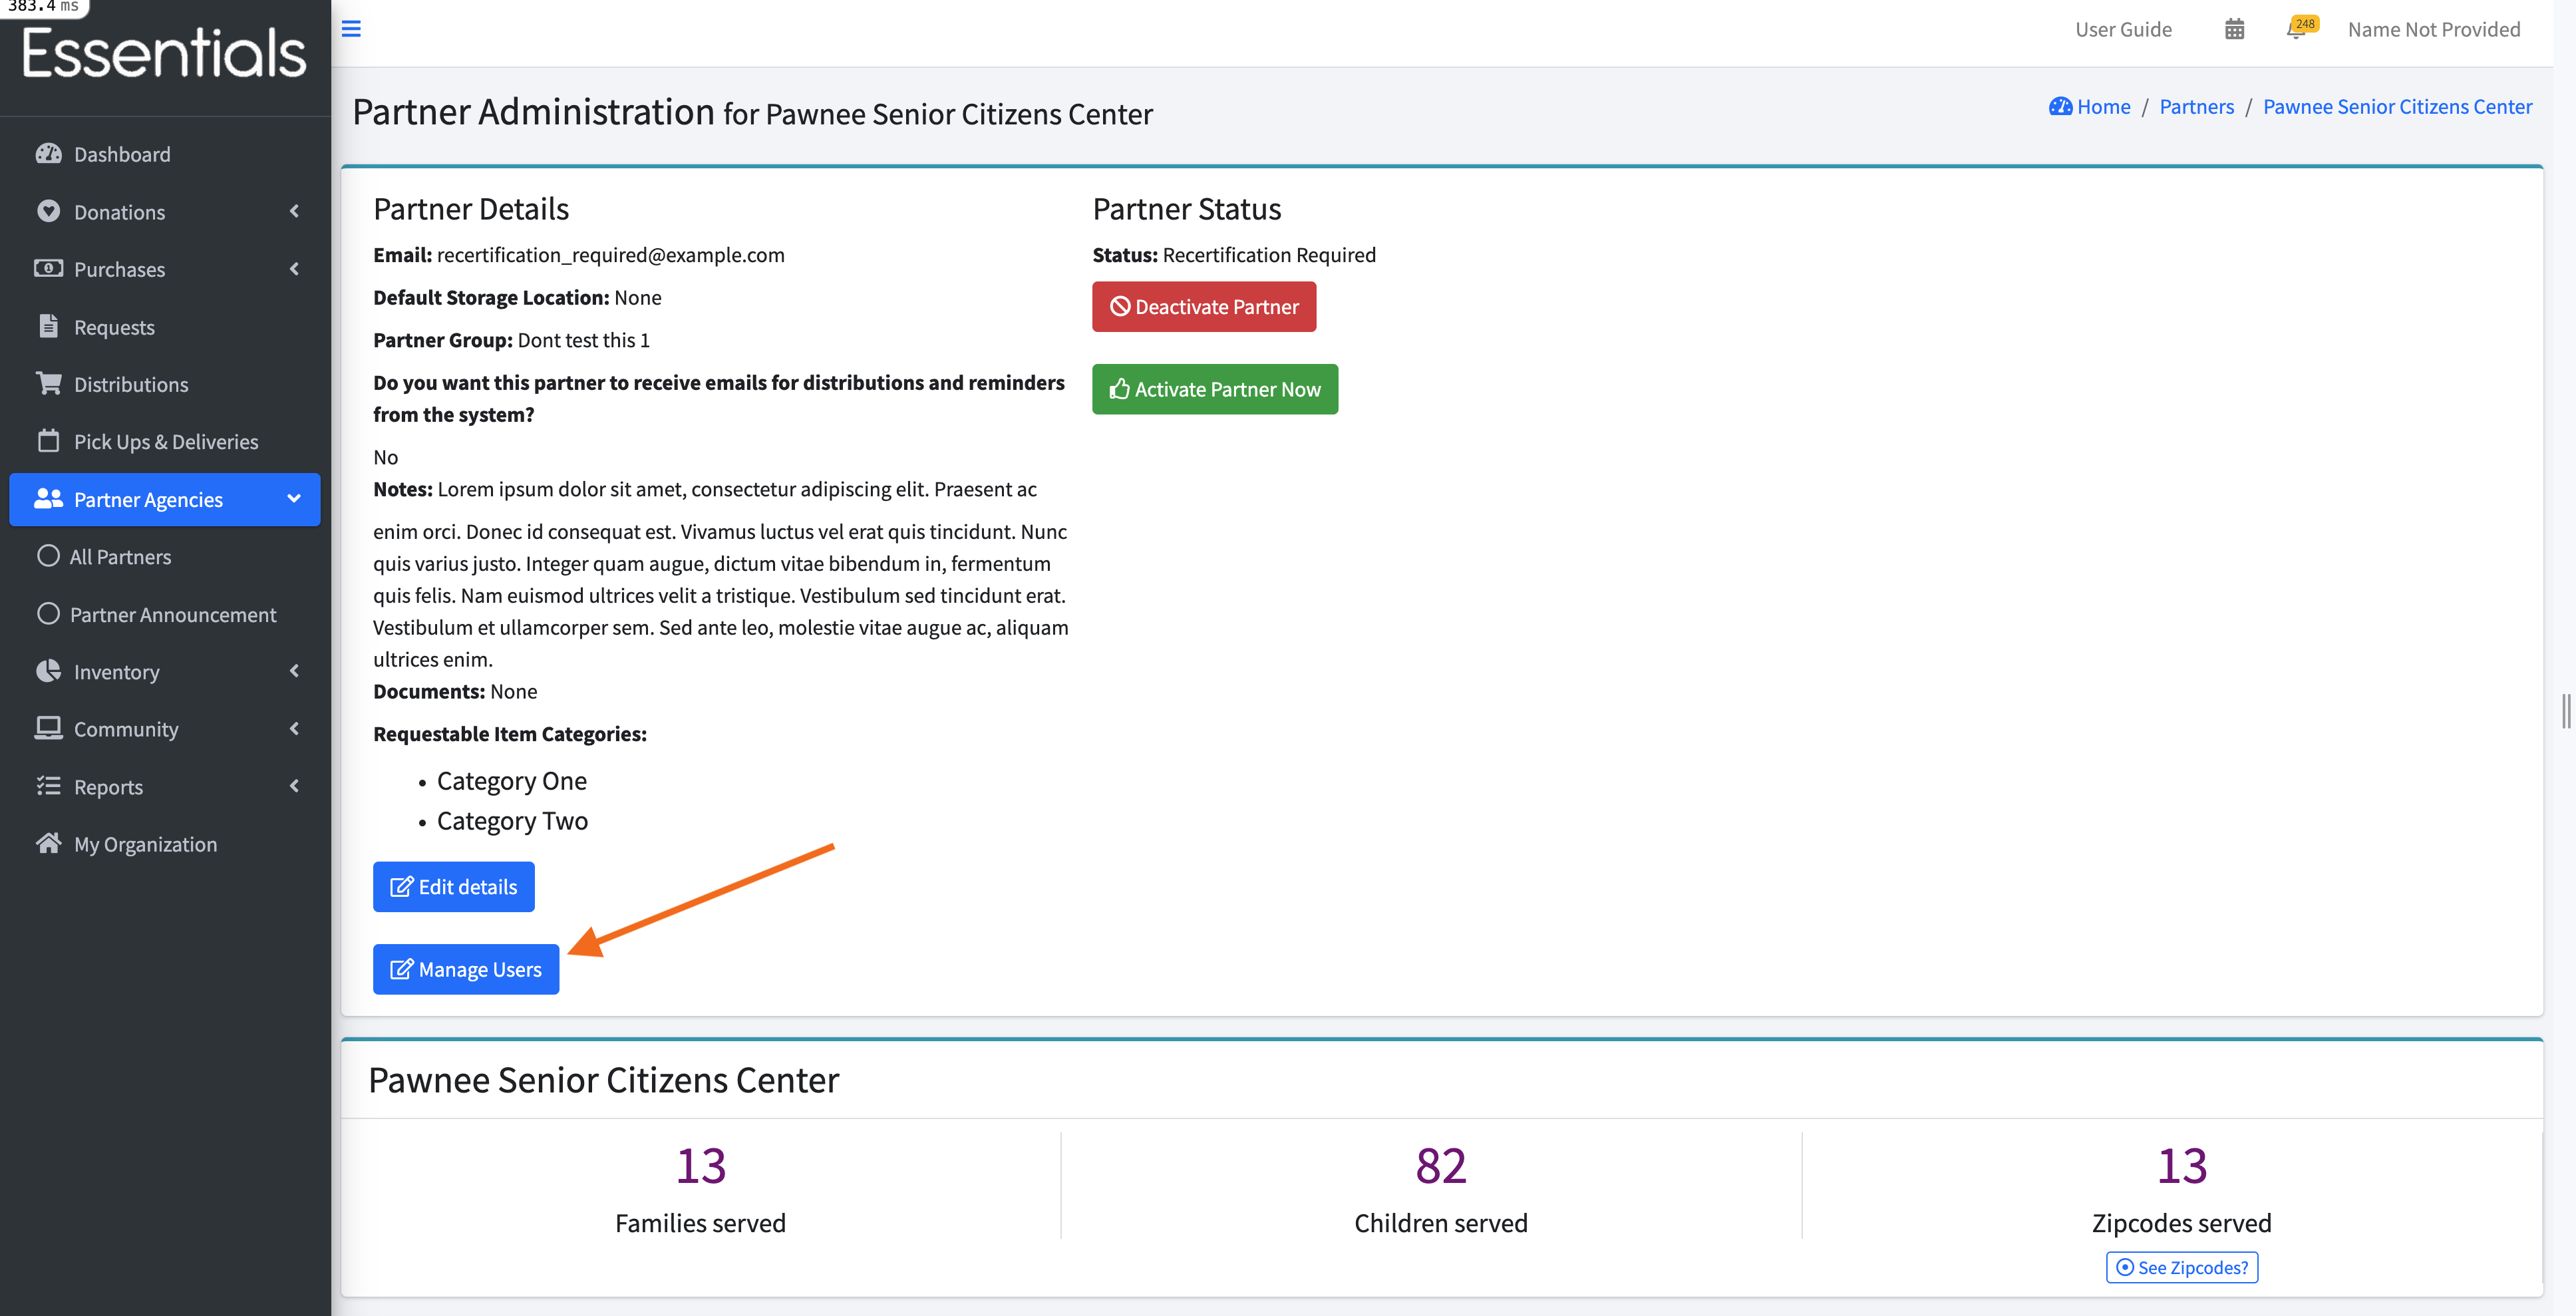 383.4 ms
Essentials
Dashboard
Donations
Purchases
Requests
Distributions
Pick Ups & Deliveries
Partner Agencies
All Partners
Partner Announcement
Inventory
Community
Reports
My Organization
User Guide
248
Name Not Provided
Partner Administration for Pawnee Senior Citizens Center
Home / Partners / Pawnee Senior Citizens Center
Partner Details
Email: recertification_required@example.com
Default Storage Location: None
Partner Group: Dont test this 1
Do you want this partner to receive emails for distributions and reminders
from the system?
No
Notes: Lorem ipsum dolor sit amet, consectetur adipiscing elit. Praesent ac
enim orci. Donec id consequat est. Vivamus luctus vel erat quis tincidunt. Nunc
quis varius justo. Integer quam augue, dictum vitae bibendum in, fermentum
quis felis. Nam euismod ultrices velit a tristique. Vestibulum sed tincidunt erat.
Vestibulum et ullamcorper sem. Sed ante leo, molestie vitae augue ac, aliquam
ultrices enim.
Documents: None
Requestable Item Categories:
• Category One
• Category Two
Edit details
Manage Users
Partner Status
Status: Recertification Required
Deactivate Partner
Activate Partner Now
Pawnee Senior Citizens Center
13
Families served
82
Children served
13
Zipcodes served
See Zipcodes?